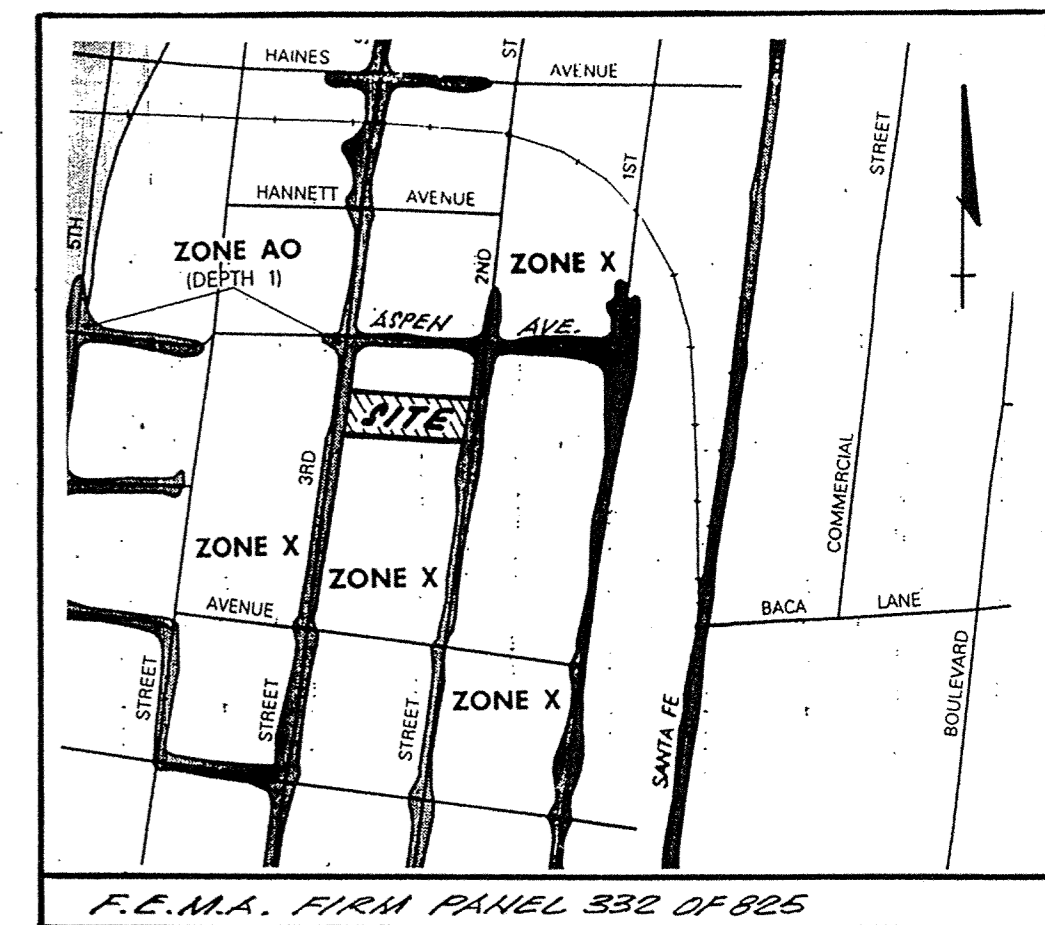 HAINES
AVENUE
ST
1ST
STREET
HANNETT AVENUE
5TH
ZONE AO
(DEPTH 1)
2ND
ZONE X
ASPEN AVE.
SITE
3RD
COMMERCIAL
ZONE X
ZONE X
AVENUE
BACA LANE
STREET
STREET
STREET
ZONE X
SANTA FE
BOULEVARD
F.E.M.A. FIRM PANEL 332 OF 825